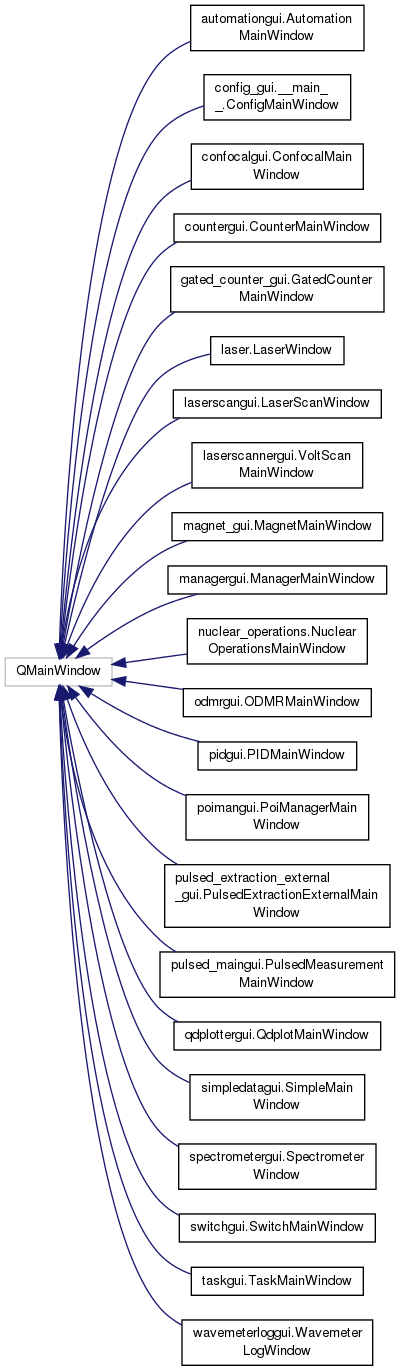 automationgui.Automation
MainWindow
config_gui.__main_
_.ConfigMainWindow
confocalgui.ConfocalMain
Window
countergui.CounterMainWindow
gated_counter_gui.GatedCounter
MainWindow
laser.LaserWindow
laserscangui.LaserScanWindow
laserscannergui.VoltScan
MainWindow
magnet_gui.MagnetMainWindow
managergui.ManagerMainWindow
nuclear_operations.Nuclear
OperationsMainWindow
QMainWindow
odmrgui.ODMRMainWindow
pidgui.PIDMainWindow
poimangui.PoiManagerMain
Window
pulsed_extraction_external
_gui.PulsedExtractionExternalMain
Window
pulsed_maingui.PulsedMeasurement
MainWindow
qdplottergui.QdplotMainWindow
simpledatagui.SimpleMain
Window
spectrometergui.Spectrometer
Window
switchgui.SwitchMainWindow
taskgui.TaskMainWindow
wavemeterloggui.Wavemeter
LogWindow